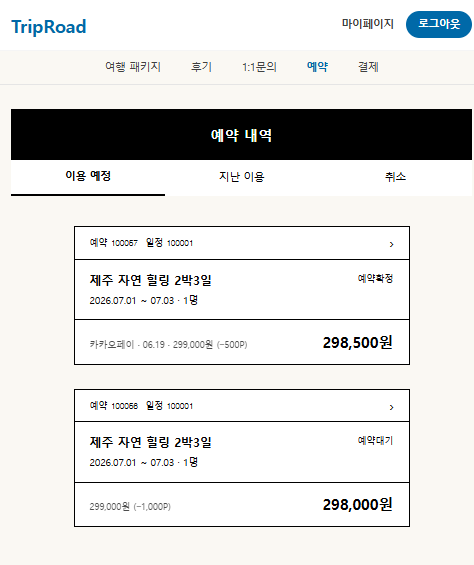 TripRoad 마이페이지 로그아웃
여행 패키지 후기 1:1문의 예약 결제
예약 내역
이용 예정 지난 이용 취소
예약 100057 일정 100001 ›
제주 자연 힐링 2박3일 예약확정
2026.07.01 ~ 07.03 · 1명
카카오페이 · 06.19 · 299,000원 (−500P) 298,500원
예약 100056 일정 100001 ›
제주 자연 힐링 2박3일 예약대기
2026.07.01 ~ 07.03 · 1명
299,000원 (−1,000P) 298,000원